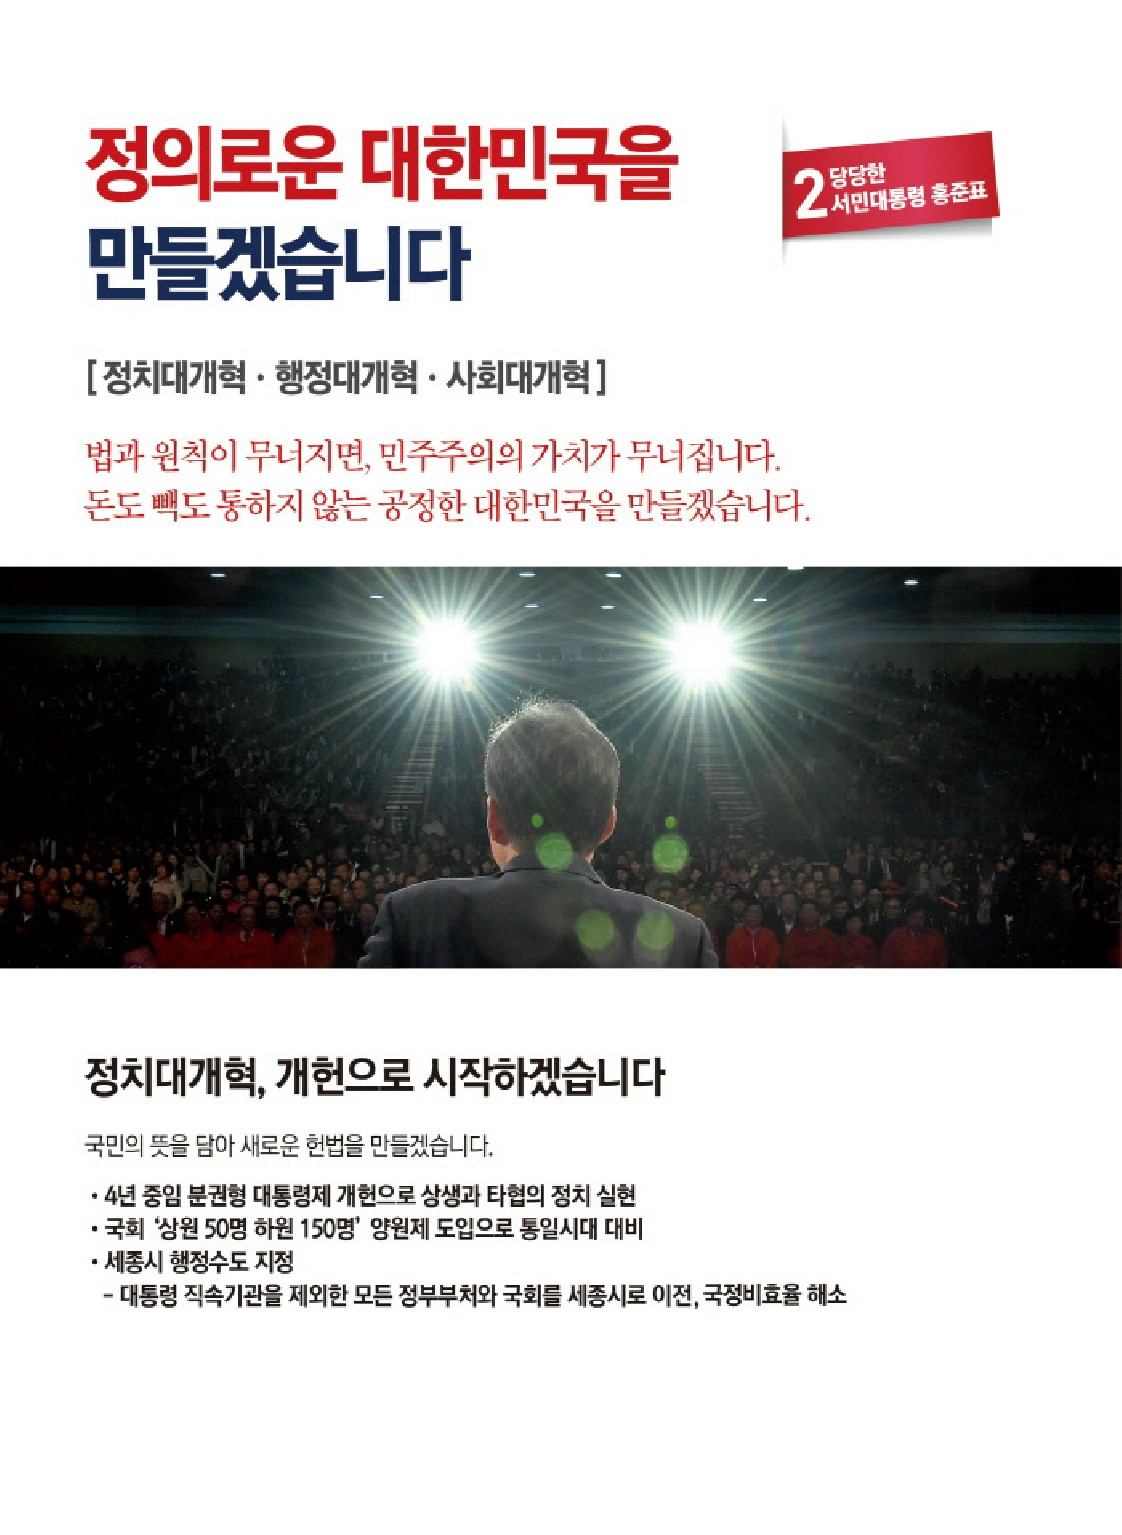 정의로운 대한민국을
만들겠습니다
2 당당한
서민대통령 홍준표
[정치대개혁 · 행정대개혁 · 사회대개혁]
법과 원칙이 무너지면, 민주주의의 가치가 무너집니다.
돈도 빽도 통하지 않는 공정한 대한민국을 만들겠습니다.
정치대개혁, 개헌으로 시작하겠습니다
국민의 뜻을 담아 새로운 헌법을 만들겠습니다.
• 4년 중임 분권형 대통령제 개헌으로 상생과 타협의 정치 실현
• 국회 ‘상원 50명 하원 150명’ 양원제 도입으로 통일시대 대비
• 세종시 행정수도 지정
– 대통령 직속기관을 제외한 모든 정부부처와 국회를 세종시로 이전, 국정비효율 해소